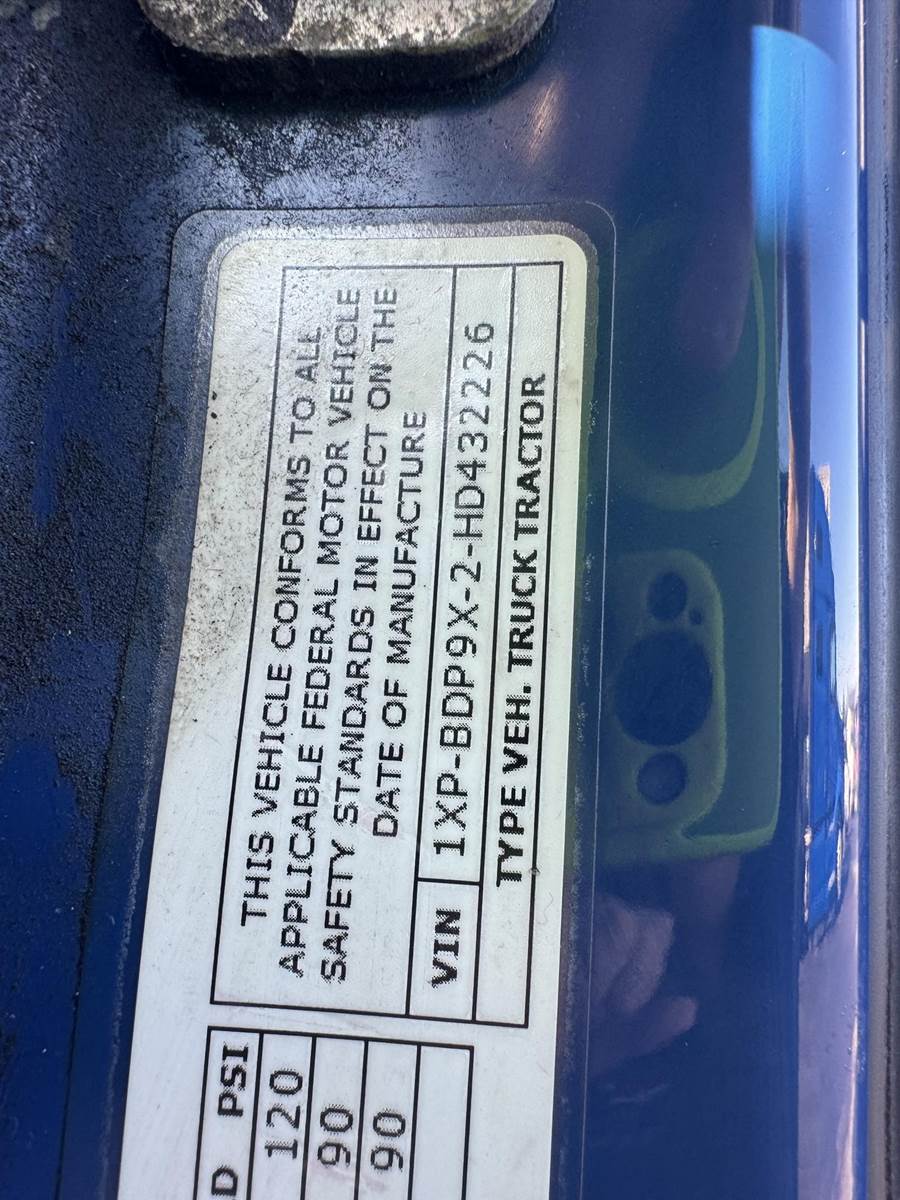 THIS VEHICLE CONFORMS TO ALL
APPLICABLE FEDERAL MOTOR VEHICLE
SAFETY STANDARDS IN EFFECT ON THE
DATE OF MANUFACTURE
VIN 1XP-BDP9X-2-HD432226
TYPE VEH. TRUCK TRACTOR
D PSI
120
90
90